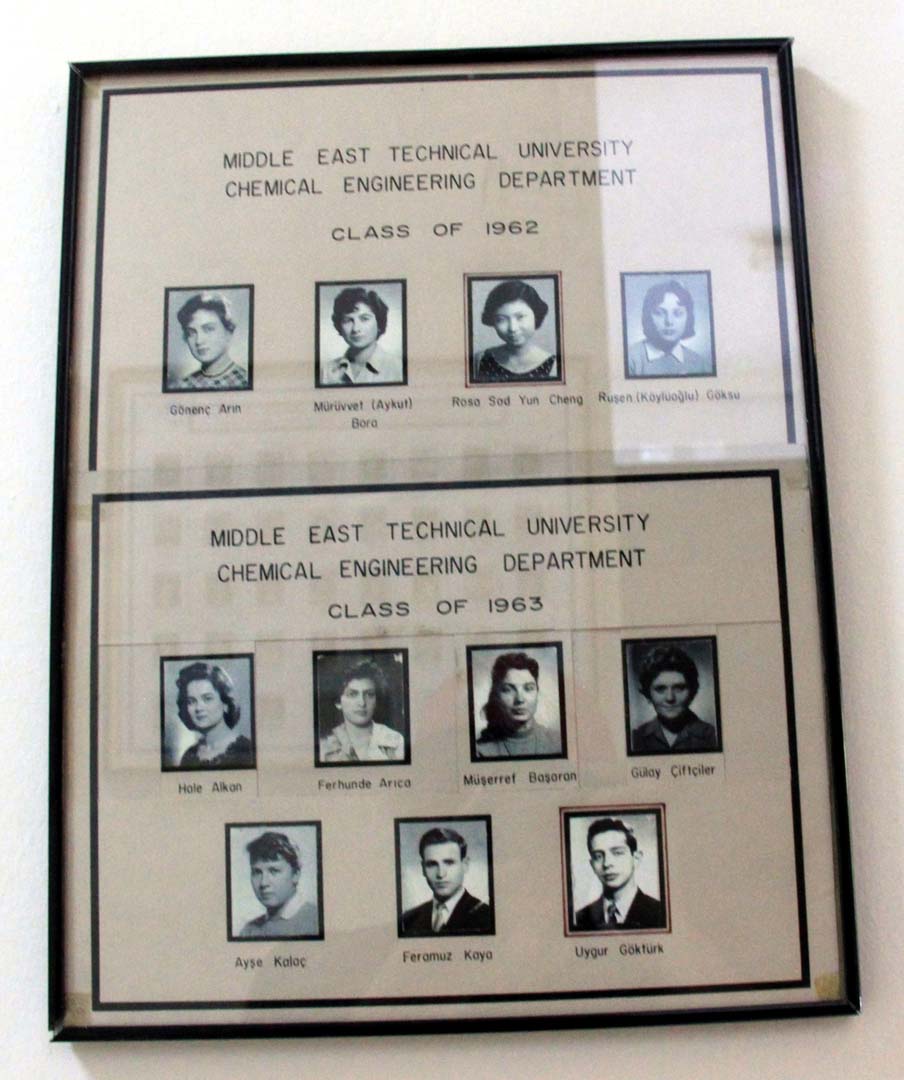 MIDDLE EAST TECHNICAL UNIVERSITY
CHEMICAL ENGINEERING DEPARTMENT
CLASS OF 1962
Gönenç Arın
Mürüvvet (Aykut)
Bora
Rosa Sod Yun Cheng
Ruşen (Köylüoğlu) Göksu
MIDDLE EAST TECHNICAL UNIVERSITY
CHEMICAL ENGINEERING DEPARTMENT
CLASS OF 1963
Hale Alkan
Ferhunde Arıca
Müşerref Başaran
Gülay Çiftçiler
Ayşe Kalaç
Feramuz Kaya
Uygur Göktürk